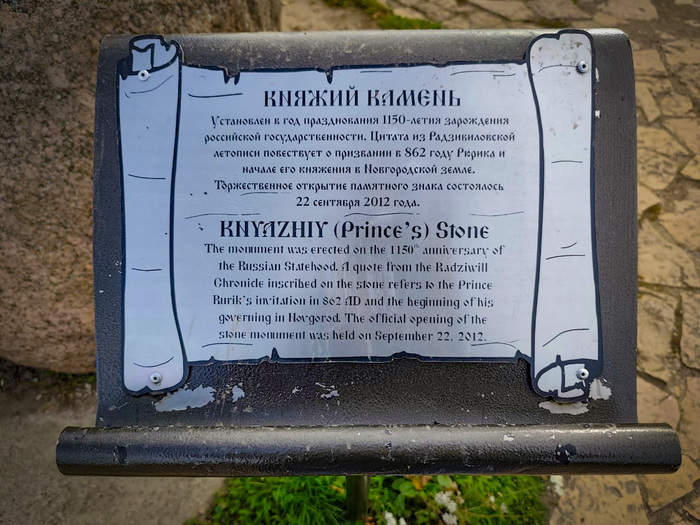 КНЯЖИЙ КАМЕНЬ
Установлен в год празднования 1150-летия зарождения
российской государственности. Цитата из Радзивиловской
летописи повествует о призвании в 862 году Рюрика и
начале его княжения в Новгородской земле.
Торжественное открытие памятного знака состоялось
22 сентября 2012 года.
KNYAZHIY (Prince's) Stone
The monument was erected on the 1150th anniversary of
the Russian Statehood. A quote from the Radziwill
Chronicle inscribed on the stone refers to the Prince
Rurik's invitation in 862 AD and the beginning of his
governing in Novgorod. The official opening of the
stone monument was held on September 22, 2012.